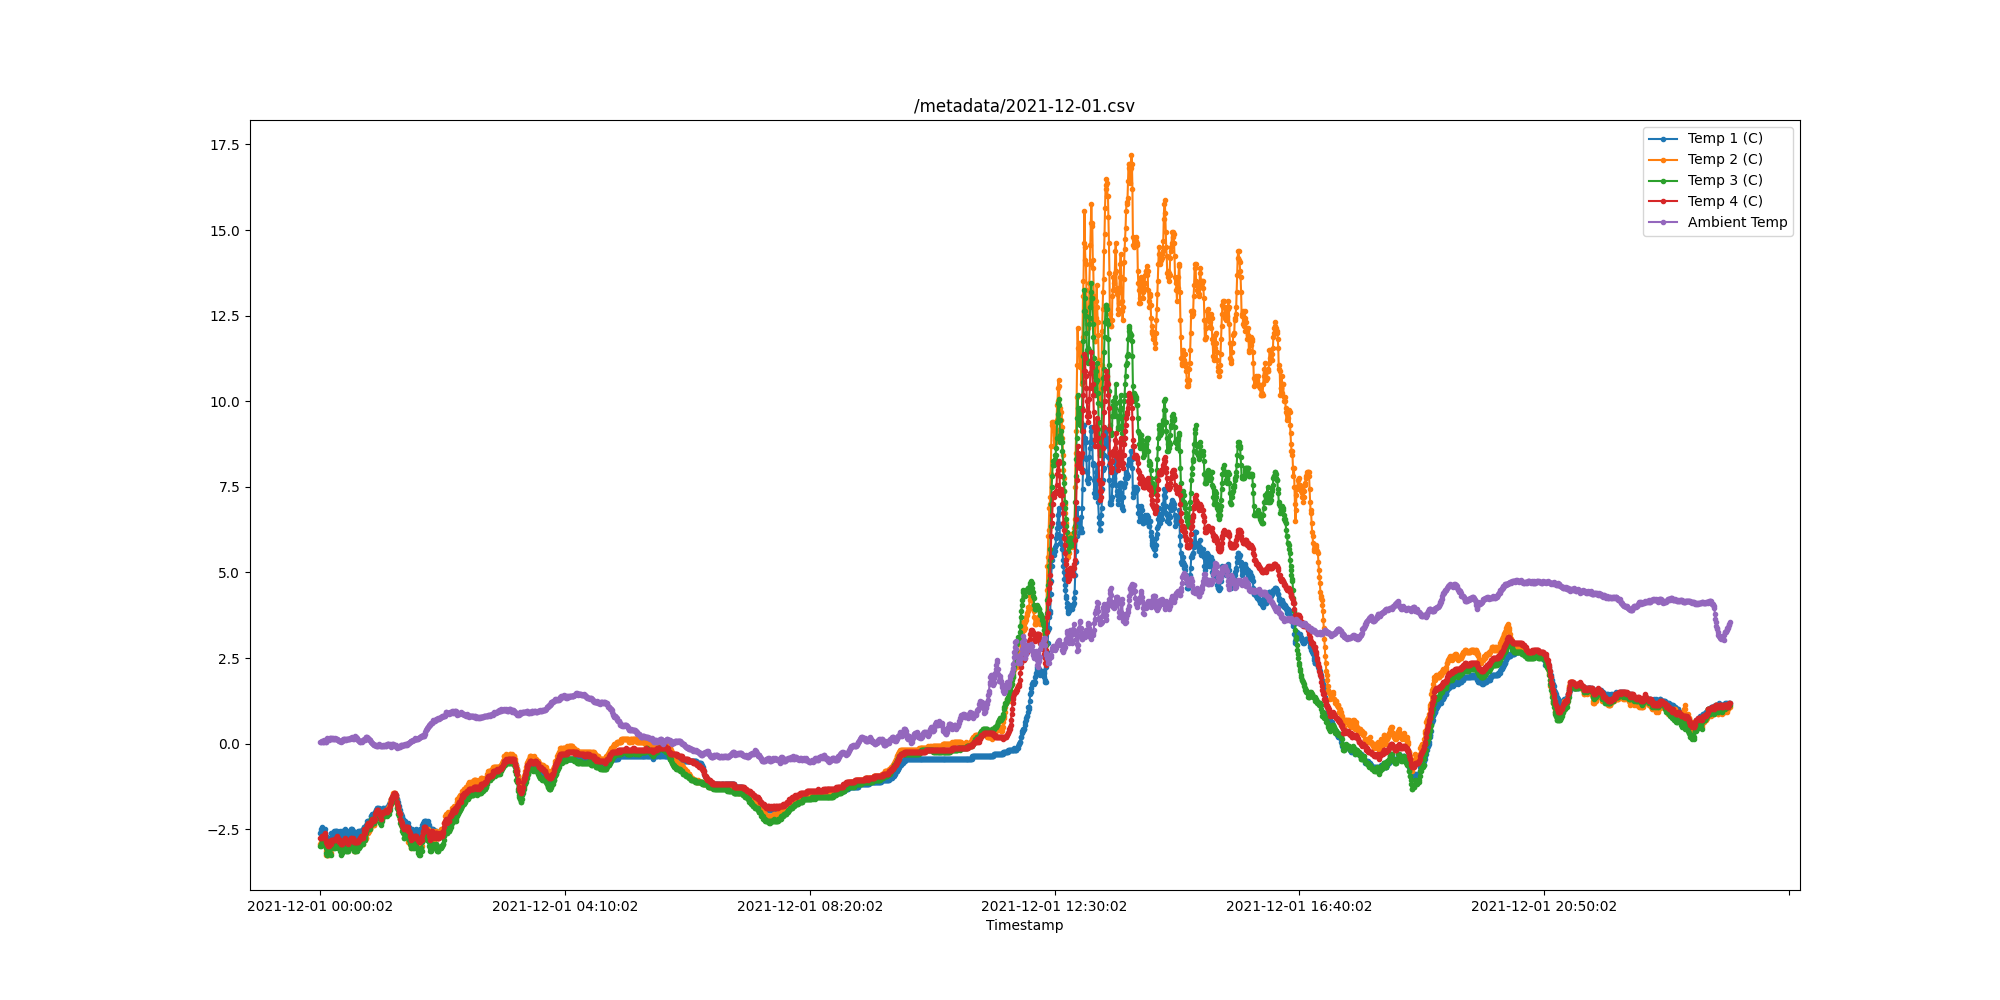 /metadata/2021-12-01.csv
Temp 1 (C)
Temp 2 (C)
Temp 3 (C)
Temp 4 (C)
Ambient Temp
17.5
15.0
12.5
10.0
7.5
5.0
2.5
0.0
−2.5
2021-12-01 00:00:02 2021-12-01 04:10:02 2021-12-01 08:20:02 2021-12-01 12:30:02 2021-12-01 16:40:02 2021-12-01 20:50:02
Timestamp